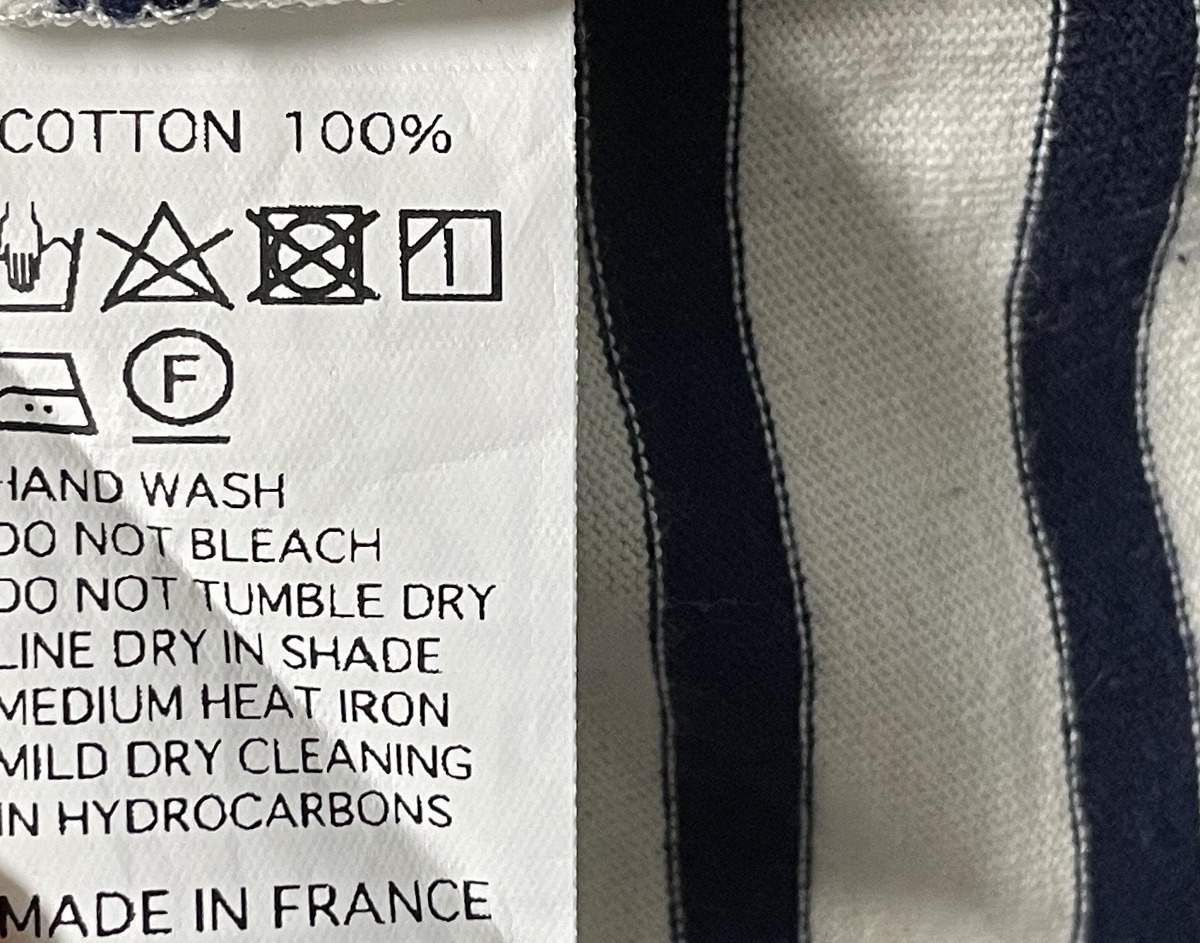 COTTON 100%
F
HAND WASH
DO NOT BLEACH
DO NOT TUMBLE DRY
LINE DRY IN SHADE
MEDIUM HEAT IRON
MILD DRY CLEANING
IN HYDROCARBONS
MADE IN FRANCE